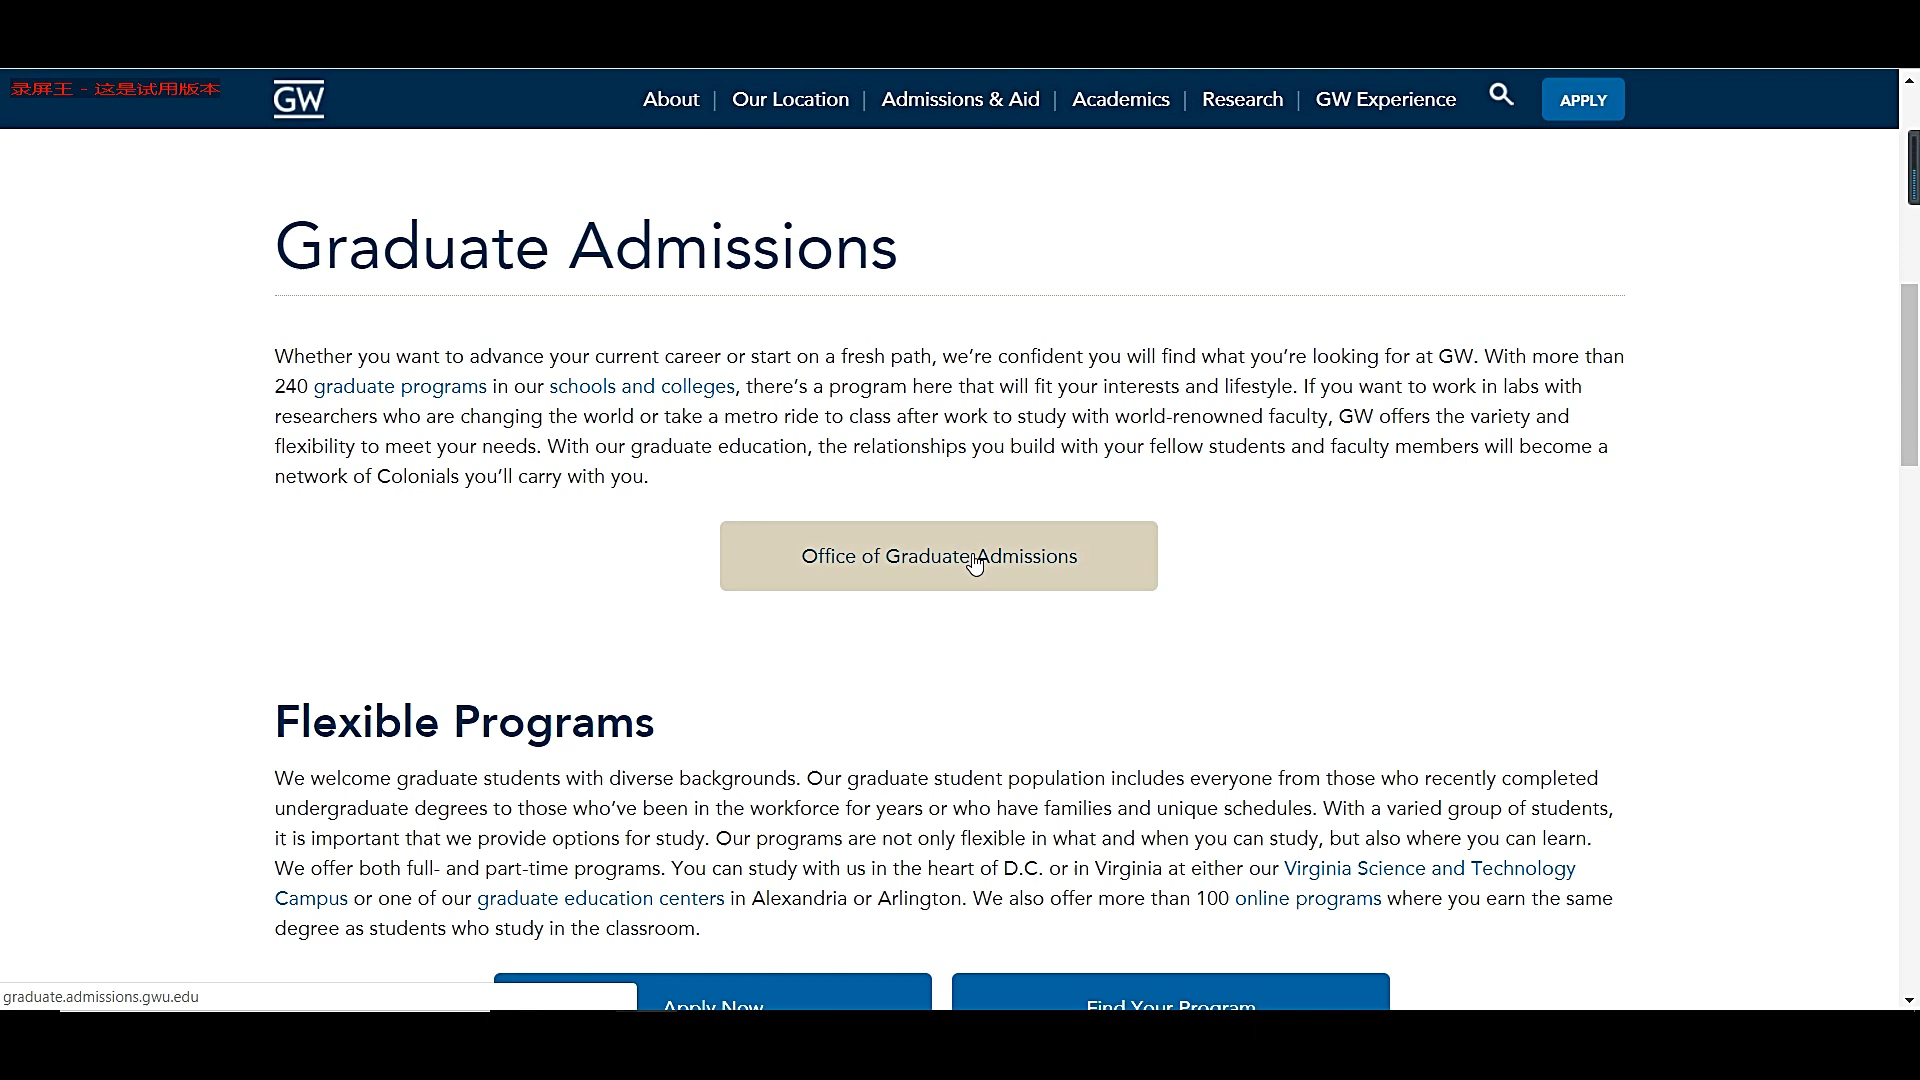 录屏王 - 这是试用版本
GW
About | Our Location | Admissions & Aid | Academics | Research | GW Experience
APPLY
Graduate Admissions
Whether you want to advance your current career or start on a fresh path, we're confident you will find what you're looking for at GW. With more than
240 graduate programs in our schools and colleges, there's a program here that will fit your interests and lifestyle. If you want to work in labs with
researchers who are changing the world or take a metro ride to class after work to study with world-renowned faculty, GW offers the variety and
flexibility to meet your needs. With our graduate education, the relationships you build with your fellow students and faculty members will become a
network of Colonials you'll carry with you.
Office of Graduate Admissions
Flexible Programs
We welcome graduate students with diverse backgrounds. Our graduate student population includes everyone from those who recently completed
undergraduate degrees to those who've been in the workforce for years or who have families and unique schedules. With a varied group of students,
it is important that we provide options for study. Our programs are not only flexible in what and when you can study, but also where you can learn.
We offer both full- and part-time programs. You can study with us in the heart of D.C. or in Virginia at either our Virginia Science and Technology
Campus or one of our graduate education centers in Alexandria or Arlington. We also offer more than 100 online programs where you earn the same
degree as students who study in the classroom.
Apply Now
Find Your Program
graduate.admissions.gwu.edu